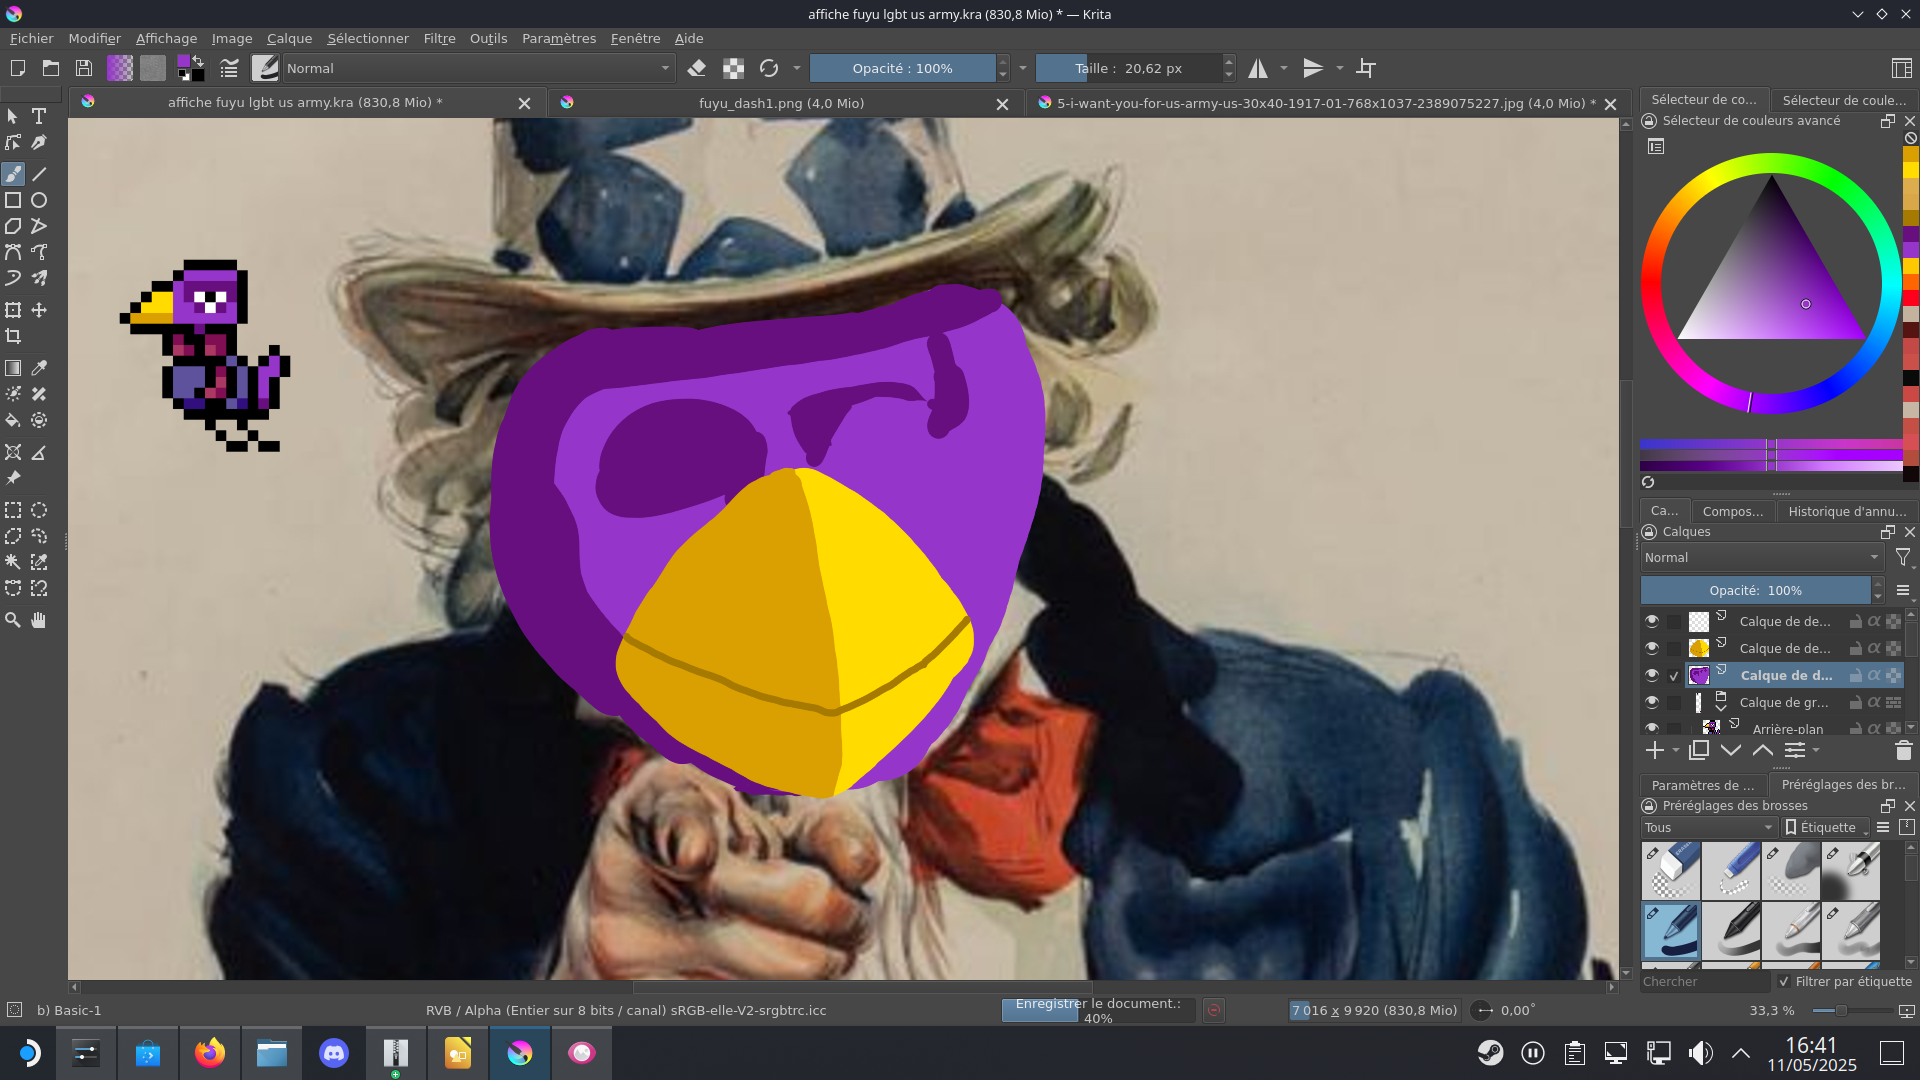 affiche fuyu lgbt us army.kra (830,8 Mio) * — Krita
Fichier Modifier Affichage Image Calque Sélectionner Filtre Outils Paramètres Fenêtre Aide
Normal Opacité : 100% Taille : 20,62 px
affiche fuyu lgbt us army.kra (830,8 Mio) * fuyu_dash1.png (4,0 Mio) 5-i-want-you-for-us-army-us-30x40-1917-01-768x1037-2389075227.jpg (4,0 Mio) *
Sélecteur de co... Sélecteur de coule...
Sélecteur de couleurs avancé
Ca... Compos... Historique d'annu...
Calques
Normal
Opacité: 100%
Calque de de...
Calque de de...
Calque de d...
Calque de gr...
Arrière-plan
Paramètres de ... Préréglages des br...
Préréglages des brosses
Tous Étiquette
Chercher Filtrer par étiquette
b) Basic-1 RVB / Alpha (Entier sur 8 bits / canal) sRGB-elle-V2-srgbtrc.icc Enregistrer le document.: 40% 7 016 x 9 920 (830,8 Mio) 0,00° 33,3 %
16:41
11/05/2025